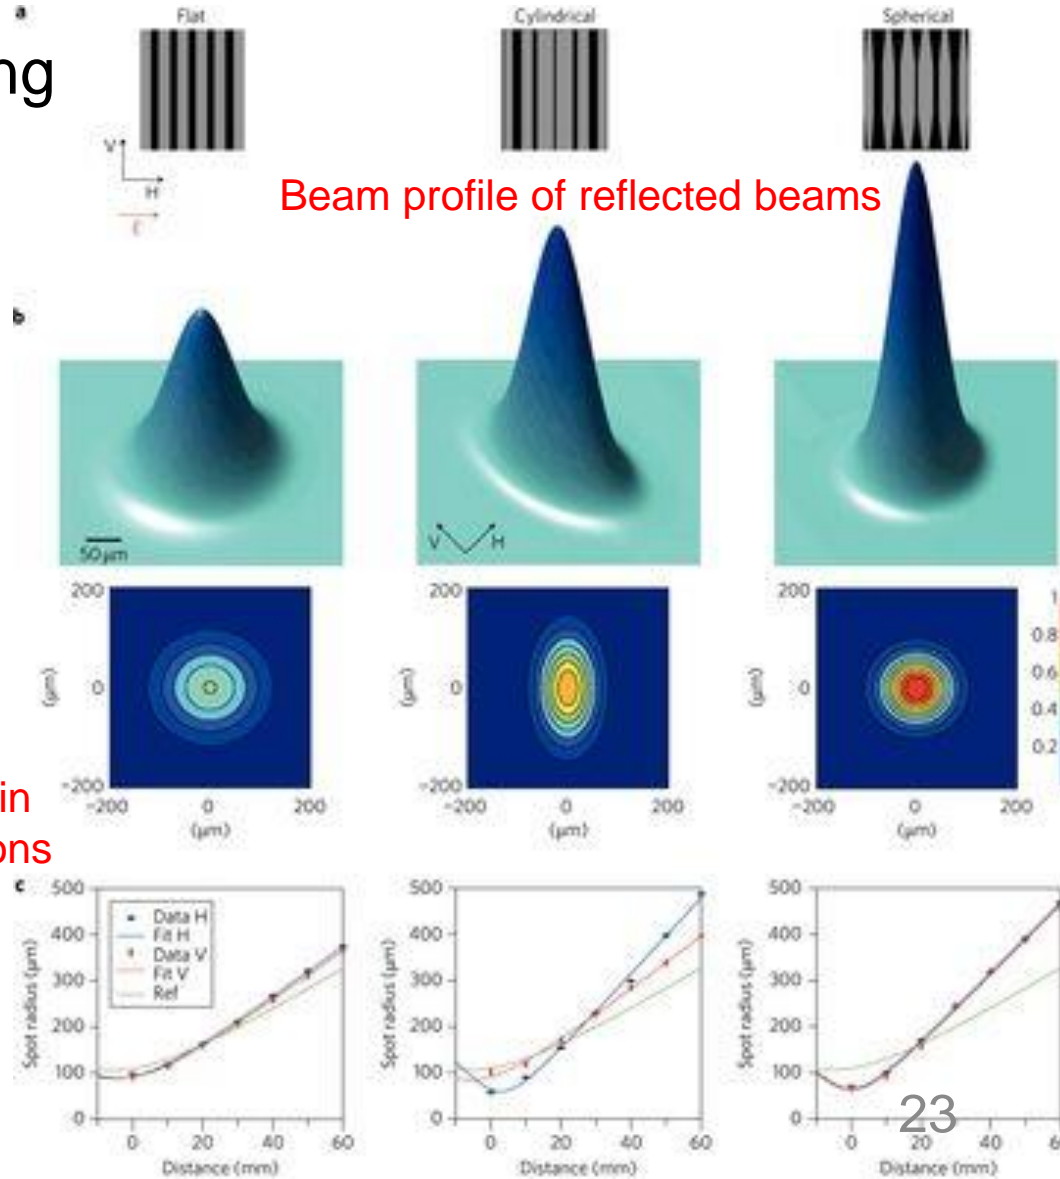 a
Flat
Cylindrical
Spherical
ng
V
H
E
Beam profile of reflected beams
b
50 μm
V
H
200
0
−200
(μm)
−200
0
200
(μm)
200
0
−200
(μm)
−200
0
200
(μm)
200
0
−200
(μm)
−200
0
200
(μm)
1
0.8
0.6
0.4
0.2
in
ons
c
500
400
300
200
100
0
Spot radius (μm)
Data H
Fit H
Data V
Fit V
Ref
0
20
40
60
Distance (mm)
500
400
300
200
100
0
Spot radius (μm)
0
20
40
60
Distance (mm)
500
400
300
200
100
0
Spot radius (μm)
0
20
40
6
Distance (mm)
23